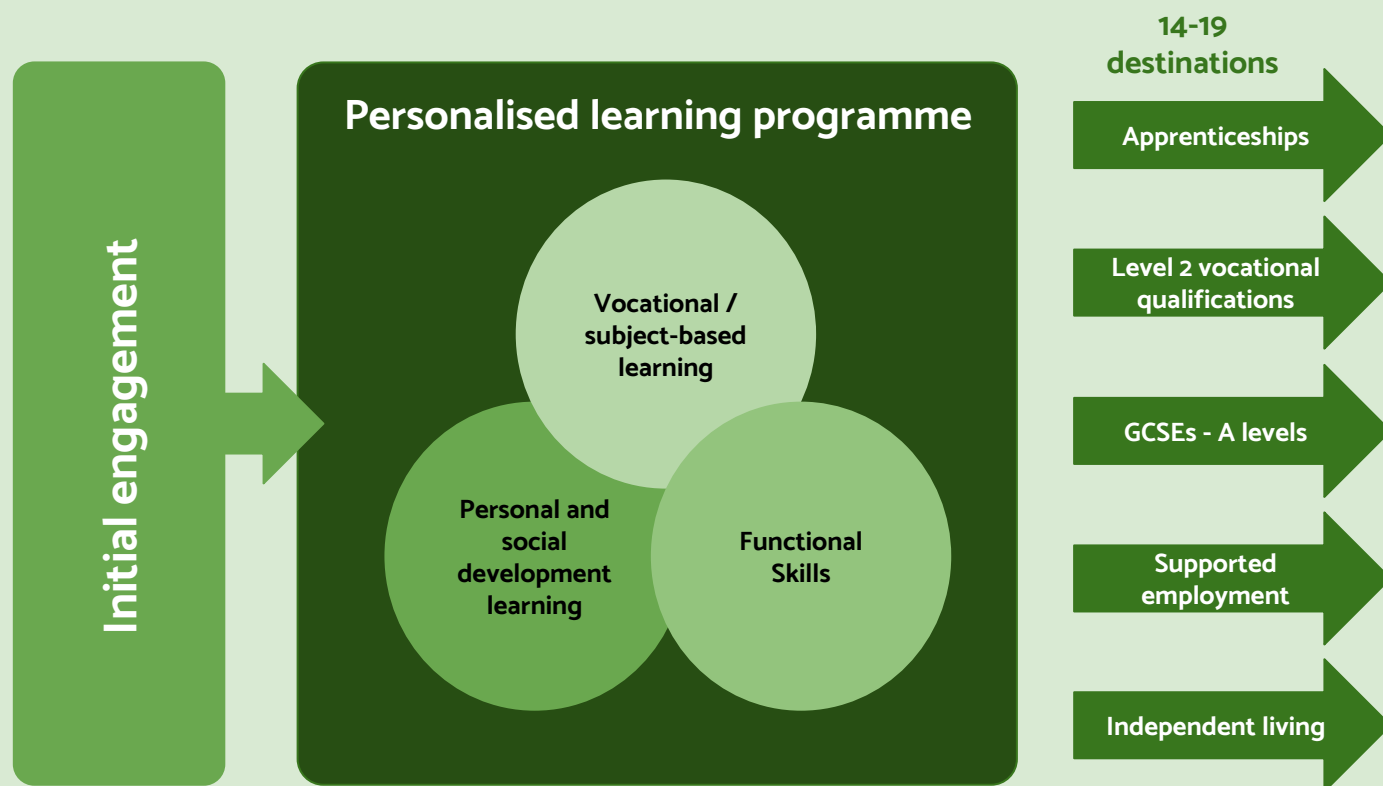 Initial engagement
Personalised learning programme
Vocational /
subject-based
learning
Personal and
social
development
learning
Functional
Skills
14-19
destinations
Apprenticeships
Level 2 vocational
qualifications
GCSEs - A levels
Supported
employment
Independent living